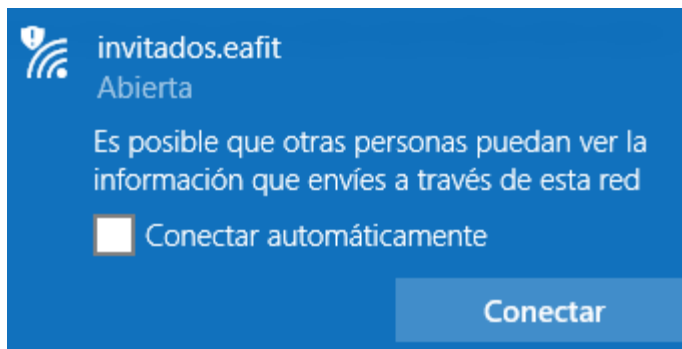 invitados.eafit
Abierta
Es posible que otras personas puedan ver la
información que envíes a través de esta red
Conectar automáticamente
Conectar